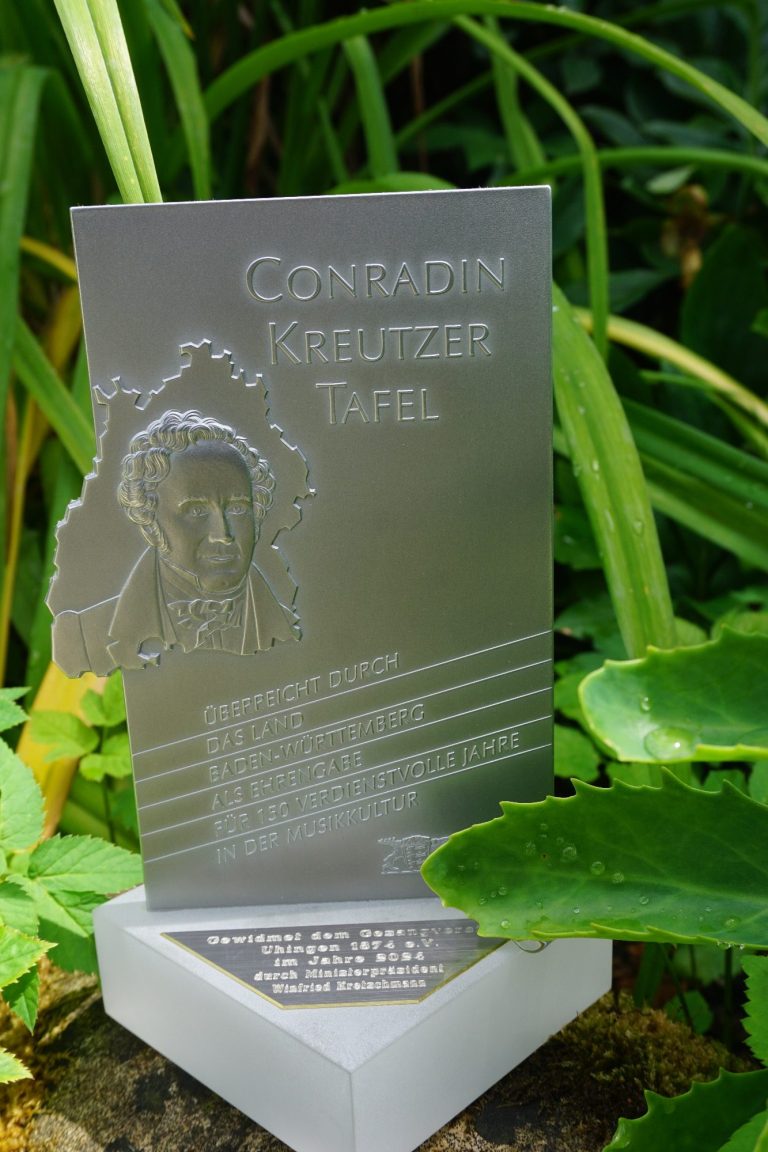 CONRADIN
KREUTZER
TAFEL
ÜBERREICHT DURCH
DAS LAND
BADEN-WÜRTTEMBERG
ALS EHRENGABE
FÜR 150 VERDIENSTVOLLE JAHRE
IN DER MUSIKKULTUR
Gewidmet dem Gesangvere
Uhingen 1874 e.V.
im Jahre 2024
durch Ministerpräsident
Winfried Kretschmann